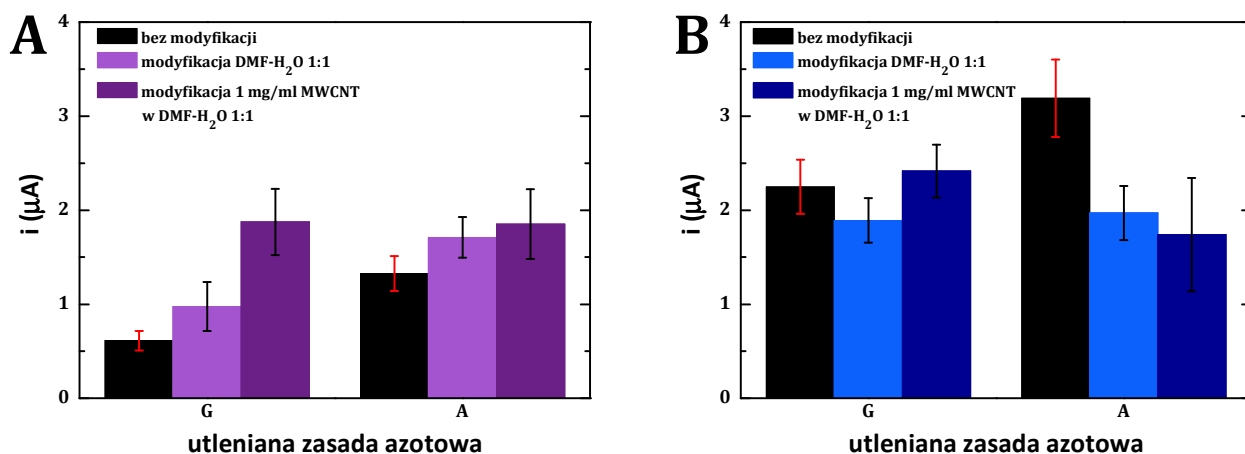 A
4
3
2
1
0
i (μA)
bez modyfikacji
modyfikacja DMF-H₂O 1:1
modyfikacja 1 mg/ml MWCNT
w DMF-H₂O 1:1
G
A
utleniana zasada azotowa
B
4
3
2
1
0
i (μA)
bez modyfikacji
modyfikacja DMF-H₂O 1:1
modyfikacja 1 mg/ml MWCNT
w DMF-H₂O 1:1
G
A
utleniana zasada azotowa